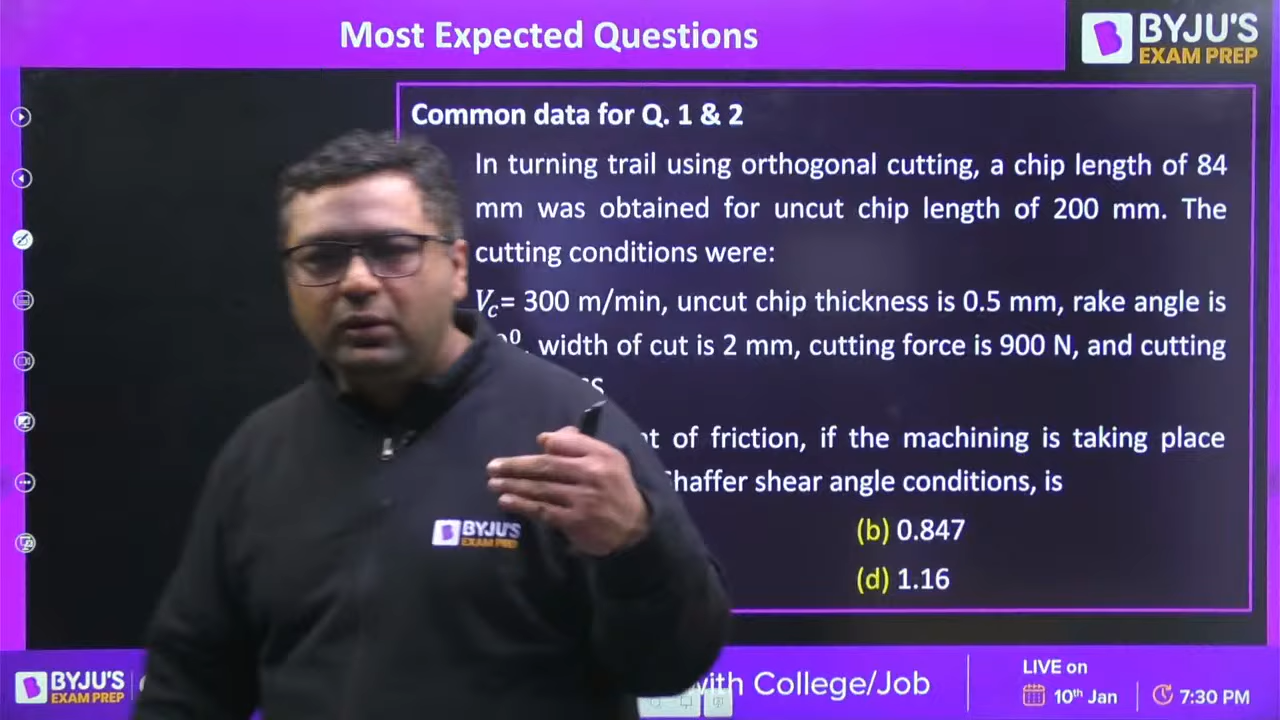 Most Expected Questions
BYJU'S
EXAM PREP
Common data for Q. 1 & 2
In turning trail using orthogonal cutting, a chip length of 84
mm was obtained for uncut chip length of 200 mm. The
cutting conditions were:
Vc= 300 m/min, uncut chip thickness is 0.5 mm, rake angle is
width of cut is 2 mm, cutting force is 900 N, and cutting
of friction, if the machining is taking place
shear angle conditions, is
(b) 0.847
(d) 1.16
BYJU'S
EXAM PREP
BYJU'S
EXAM PREP
with College/Job
LIVE on
10th Jan
7:30 PM